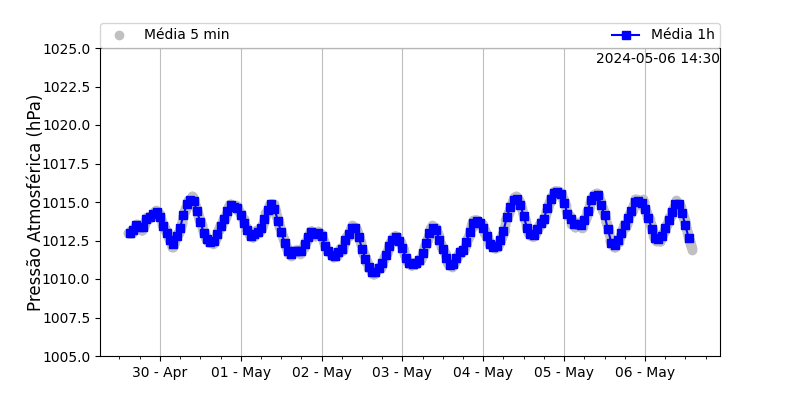 Média 5 min
Média 1h
2024-05-06 14:30
Pressão Atmosférica (hPa)
1025.0
1022.5
1020.0
1017.5
1015.0
1012.5
1010.0
1007.5
1005.0
30 - Apr
01 - May
02 - May
03 - May
04 - May
05 - May
06 - May